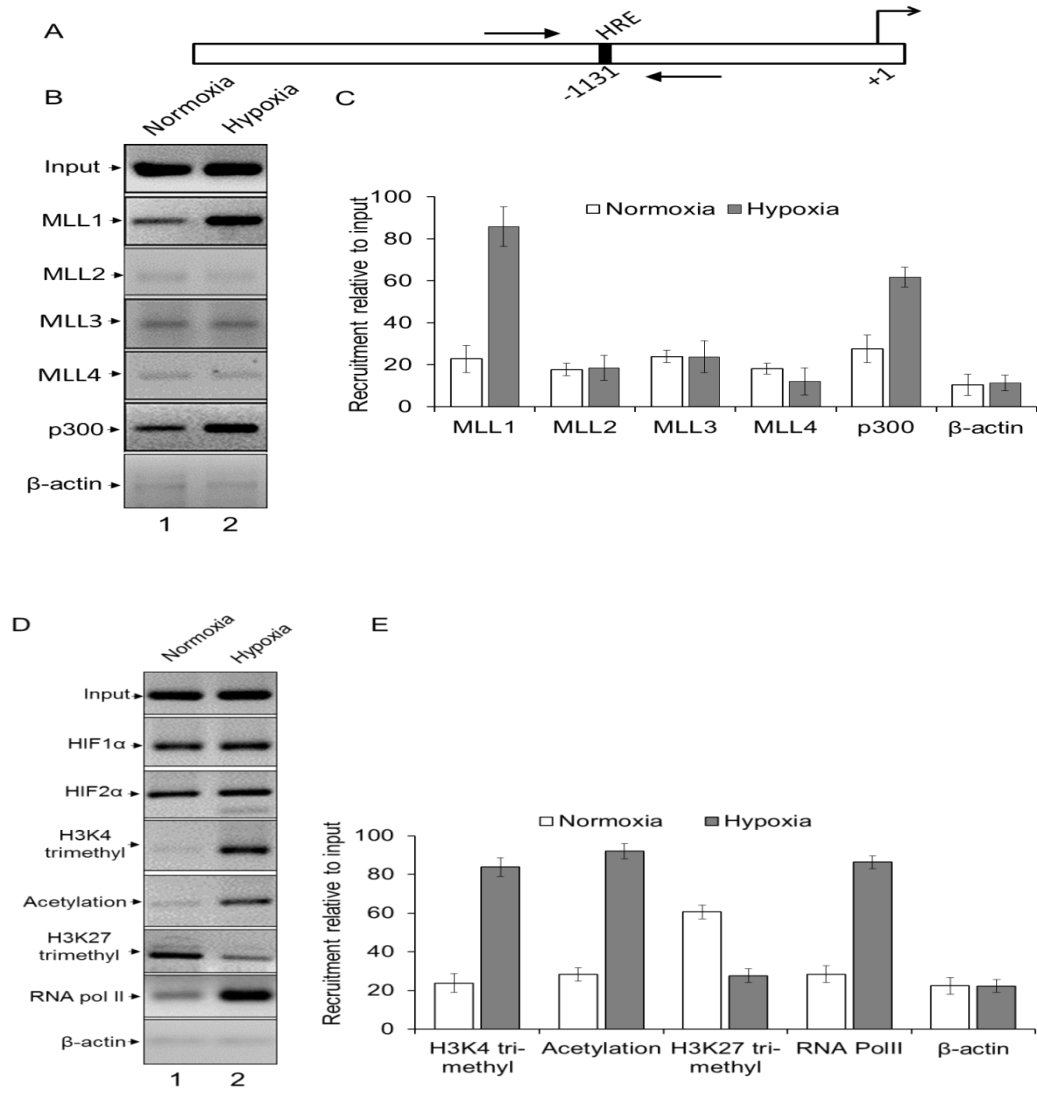 A
HRE
-1131
+1
B
Normoxia
Hypoxia
Input
MLL1
MLL2
MLL3
MLL4
p300
β-actin
1 2
C
Recruitment relative to input
100
80
60
40
20
0
Normoxia Hypoxia
MLL1 MLL2 MLL3 MLL4 p300 β-actin
D
Normoxia
Hypoxia
Input
HIF1α
HIF2α
H3K4
trimethyl
Acetylation
H3K27
trimethyl
RNA pol II
β-actin
1 2
E
Recruitment relative to input
100
80
60
40
20
0
Normoxia Hypoxia
H3K4 tri-
methyl
Acetylation
H3K27 tri-
methyl
RNA PolII
β-actin